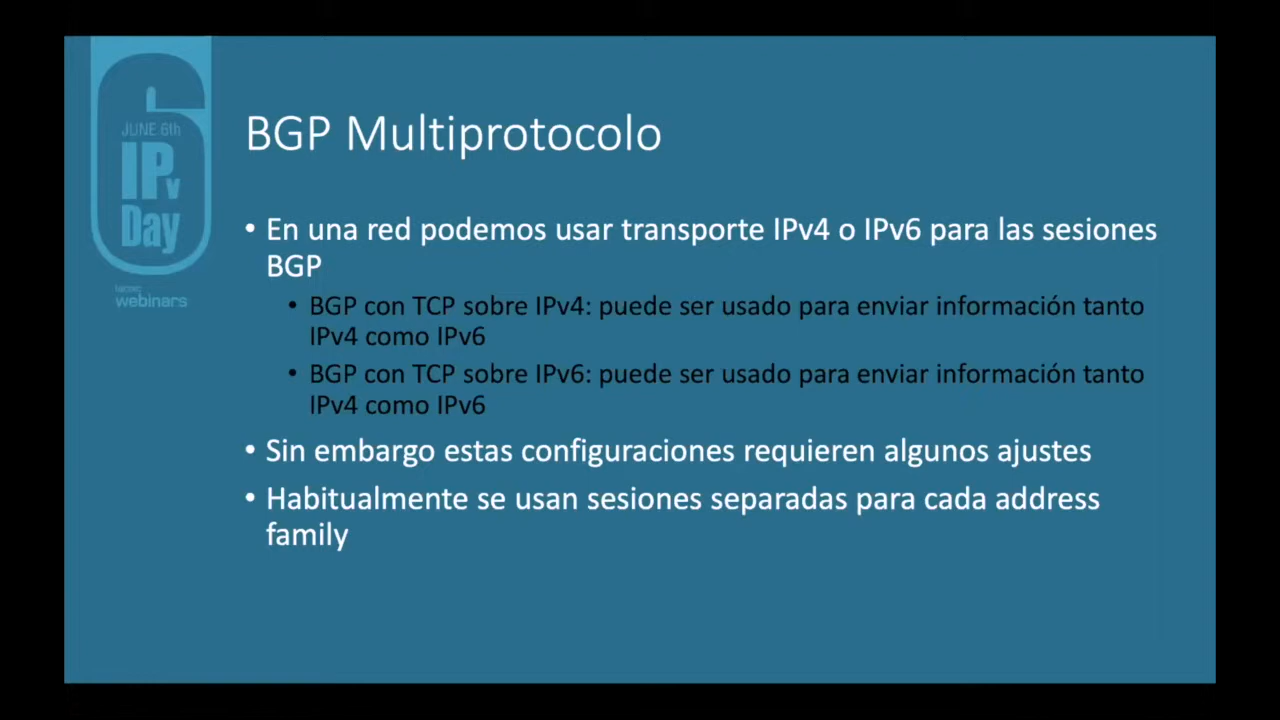 JUNE 6th
IPv
Day
webinars
BGP Multiprotocolo
• En una red podemos usar transporte IPv4 o IPv6 para las sesiones
BGP
• BGP con TCP sobre IPv4: puede ser usado para enviar información tanto
IPv4 como IPv6
• BGP con TCP sobre IPv6: puede ser usado para enviar información tanto
IPv4 como IPv6
• Sin embargo estas configuraciones requieren algunos ajustes
• Habitualmente se usan sesiones separadas para cada address
family